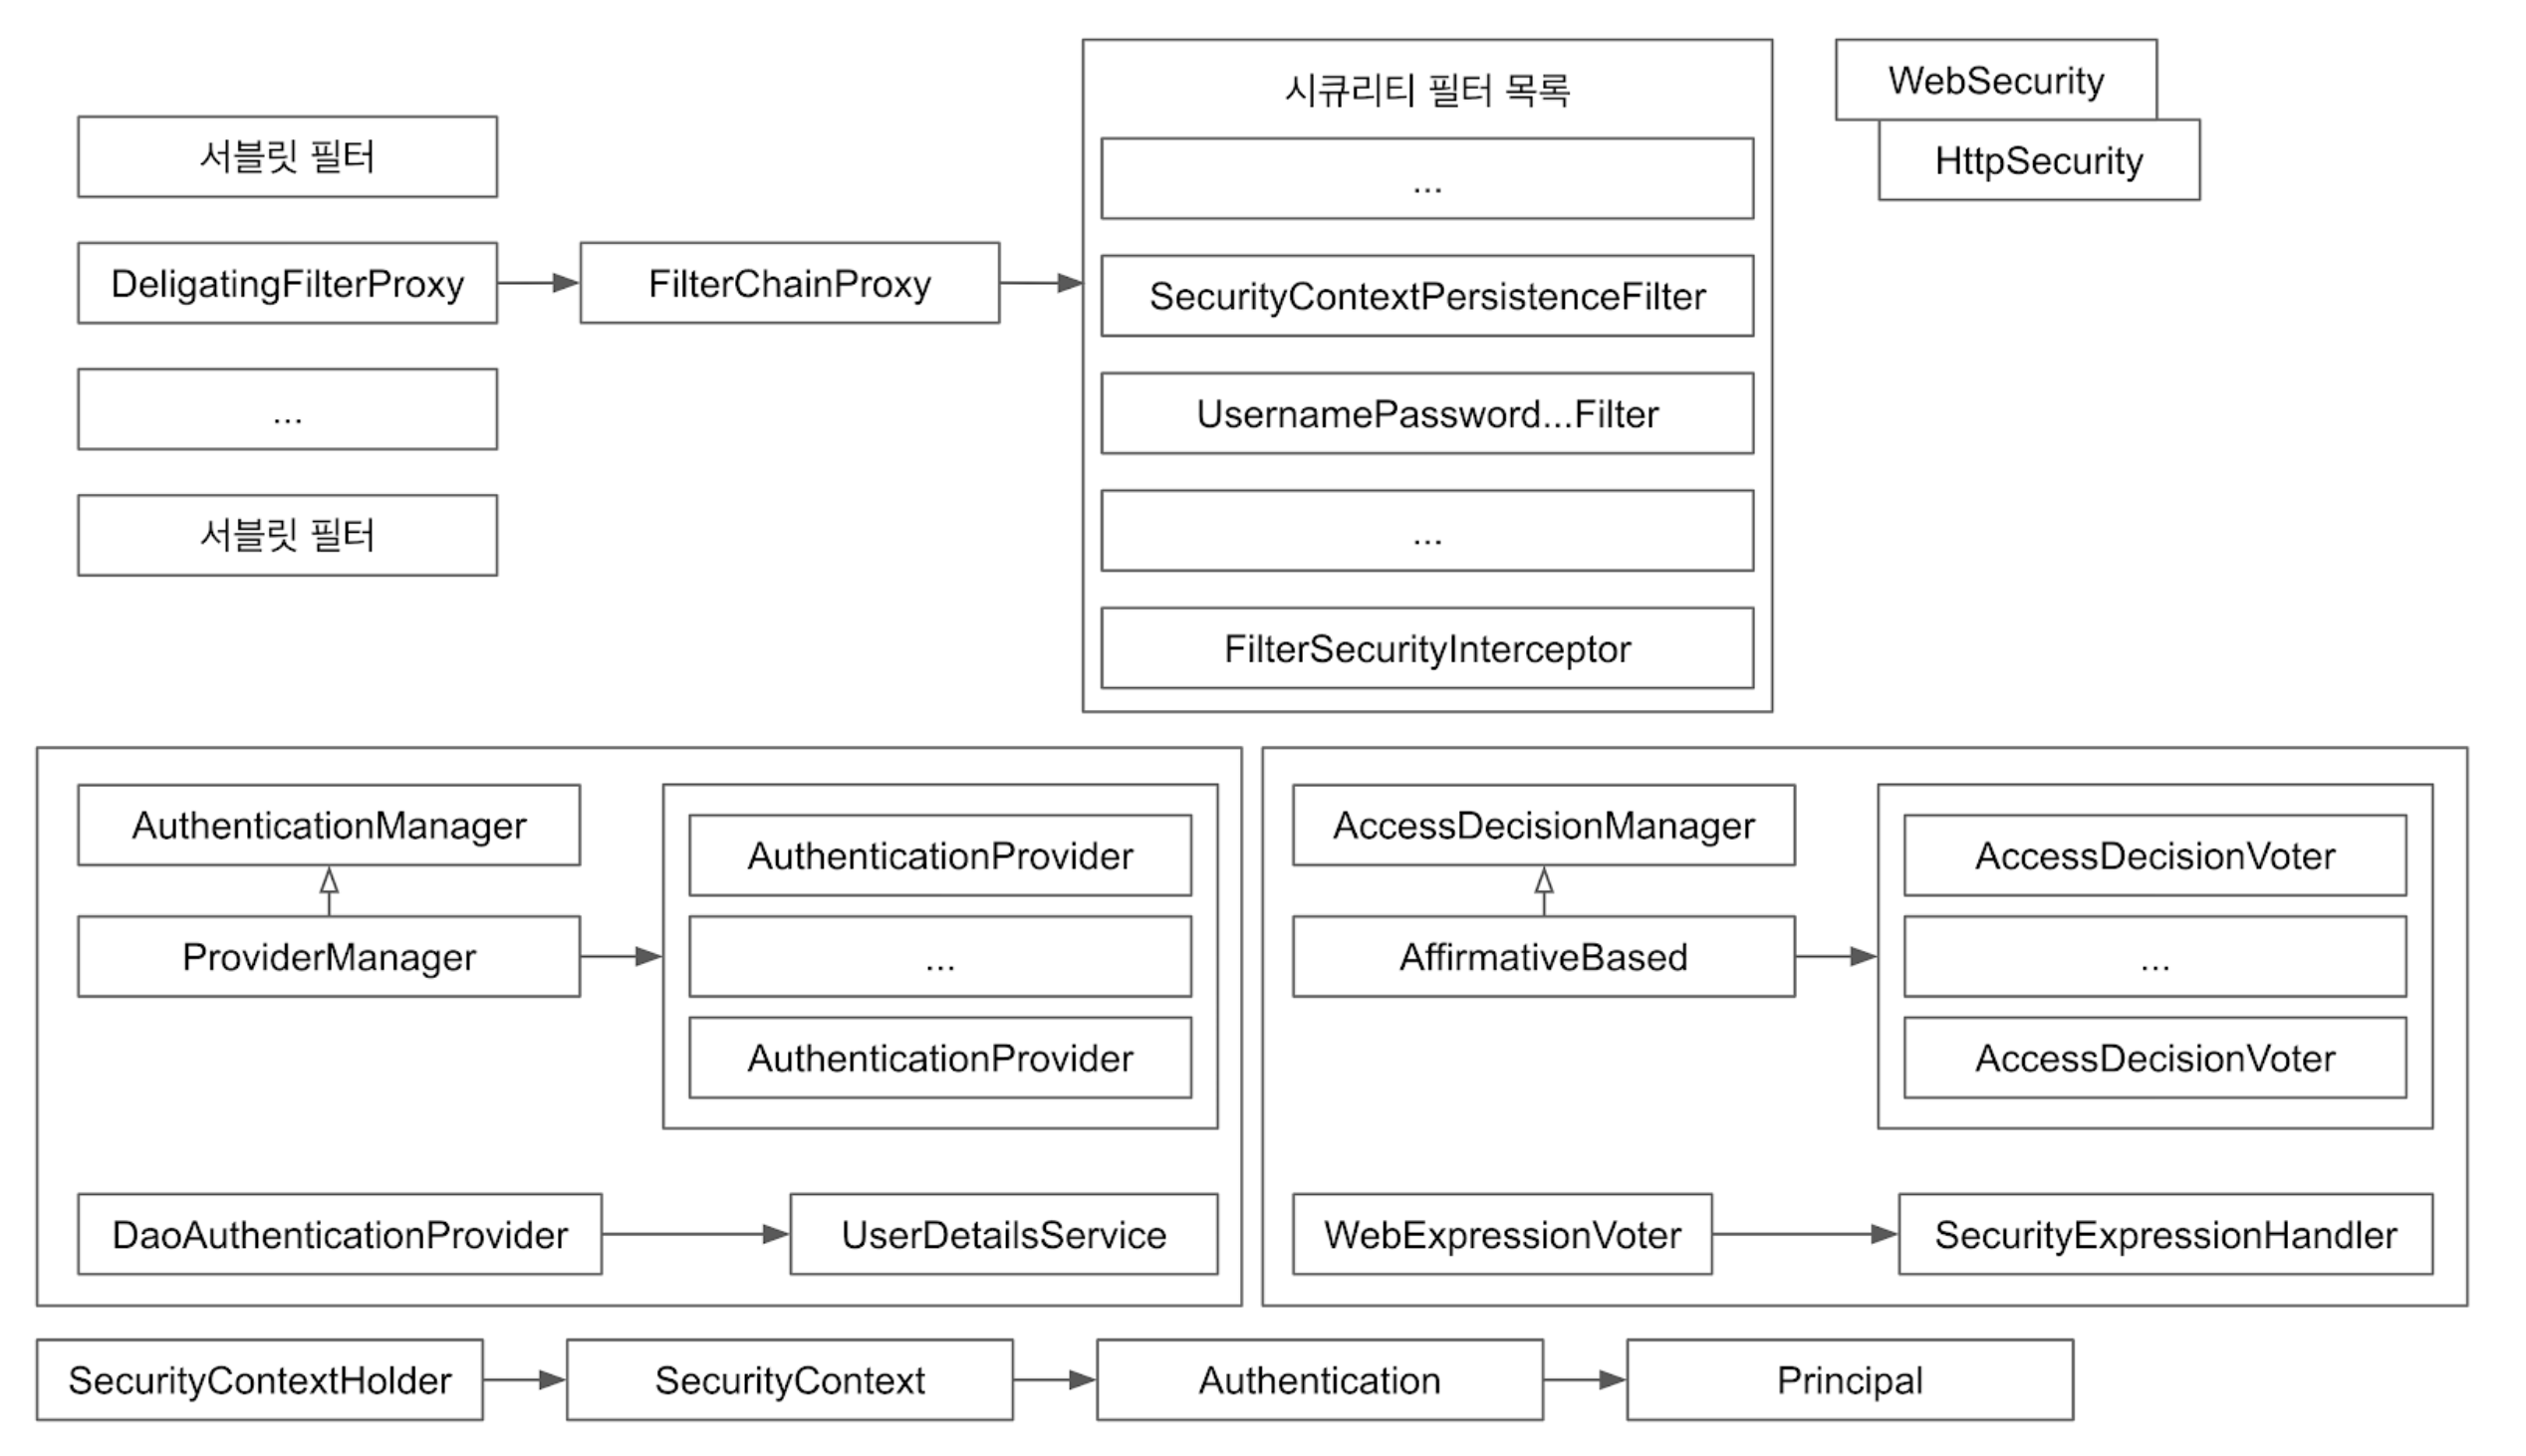 서블릿 필터
DeligatingFilterProxy
...
서블릿 필터
FilterChainProxy
시큐리티 필터 목록
...
SecurityContextPersistenceFilter
UsernamePassword...Filter
...
FilterSecurityInterceptor
WebSecurity
HttpSecurity
AuthenticationManager
ProviderManager
AuthenticationProvider
...
AuthenticationProvider
DaoAuthenticationProvider
UserDetailsService
AccessDecisionManager
AffirmativeBased
AccessDecisionVoter
...
AccessDecisionVoter
WebExpressionVoter
SecurityExpressionHandler
SecurityContextHolder
SecurityContext
Authentication
Principal